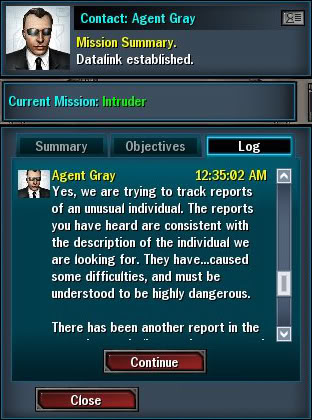 Contact: Agent Gray
Mission Summary.
Datalink established.
Current Mission: Intruder
Summary
Objectives
Log
Agent Gray 12:35:02 AM
Yes, we are trying to track reports
of an unusual individual. The reports
you have heard are consistent with
the description of the individual we
are looking for. They have...caused
some difficulties, and must be
understood to be highly dangerous.
There has been another report in the
Continue
Close